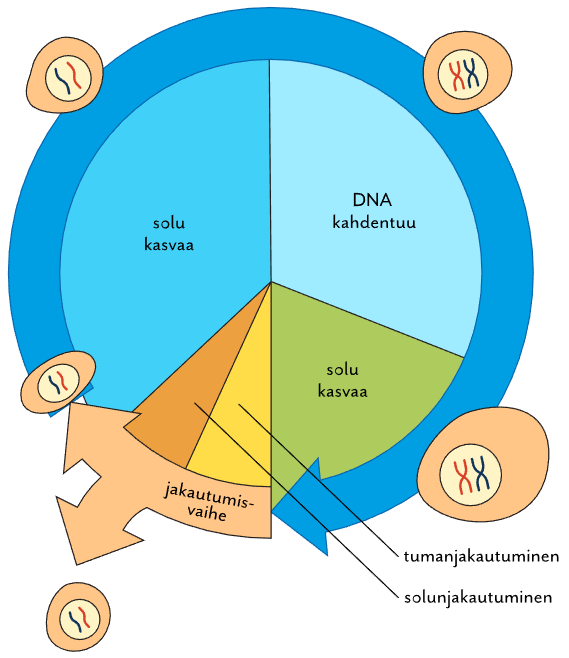 DNA
kahdentuu
solu
kasvaa
solu
kasvaa
jakautumis-
vaihe
tumanjakautuminen
solunjakautuminen